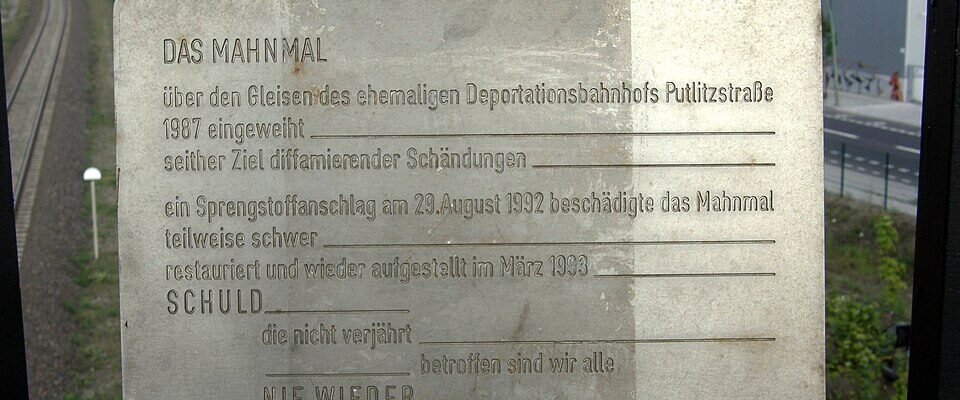 DAS MAHNMAL
über den Gleisen des ehemaligen Deportationsbahnhofs Putlitzstraße
1987 eingeweiht
seither Ziel diffamierender Schändungen
ein Sprengstoffanschlag am 29.August 1992 beschädigte das Mahnmal
teilweise schwer
restauriert und wieder aufgestellt im März 1993
SCHULD
die nicht verjährt
betroffen sind wir alle
NIE WIEDER